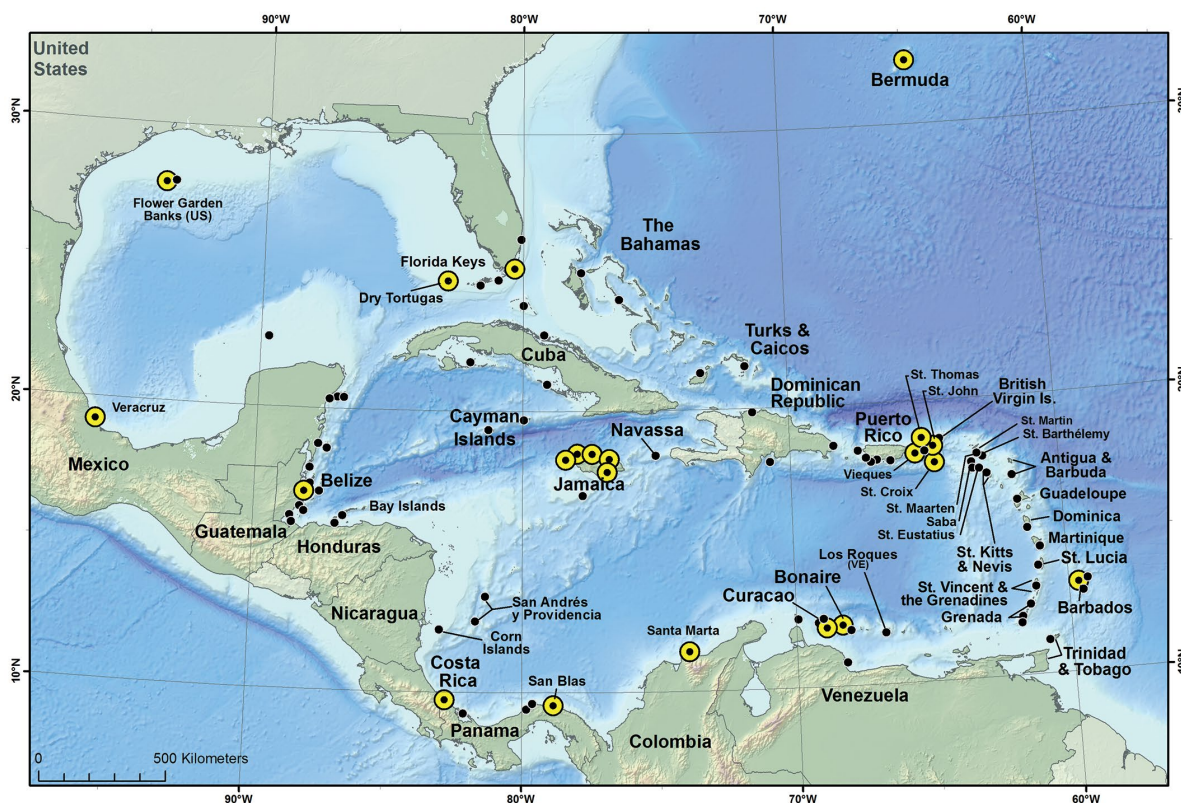 90°W
80°W
70°W
60°W
United
States
Bermuda
30°N
Flower Garden
Banks (US)
The
Bahamas
Florida Keys
Dry Tortugas
Turks &
Caicos
Cuba
20°N
20°N
Veracruz
Mexico
Cayman
Islands
Navassa
Dominican
Republic
Puerto
Rico
St. Thomas
St. John
British
Virgin Is.
St. Martin
St. Barthélemy
Antigua &
Barbuda
Vieques
St. Croix
St. Maarten
Saba
St. Eustatius
Guadeloupe
Dominica
Martinique
St. Kitts
& Nevis
St. Lucia
Belize
Jamaica
Guatemala
Bay Islands
Honduras
Los Roques
(VE)
Bonaire
Curacao
St. Vincent &
the Grenadines
Barbados
Grenada
Nicaragua
San Andrés
y Providencia
Corn
Islands
Santa Marta
Trinidad
& Tobago
10°N
10°N
Costa
Rica
San Blas
Panama
Venezuela
Colombia
0
500 Kilometers
90°W
80°W
70°W
60°W